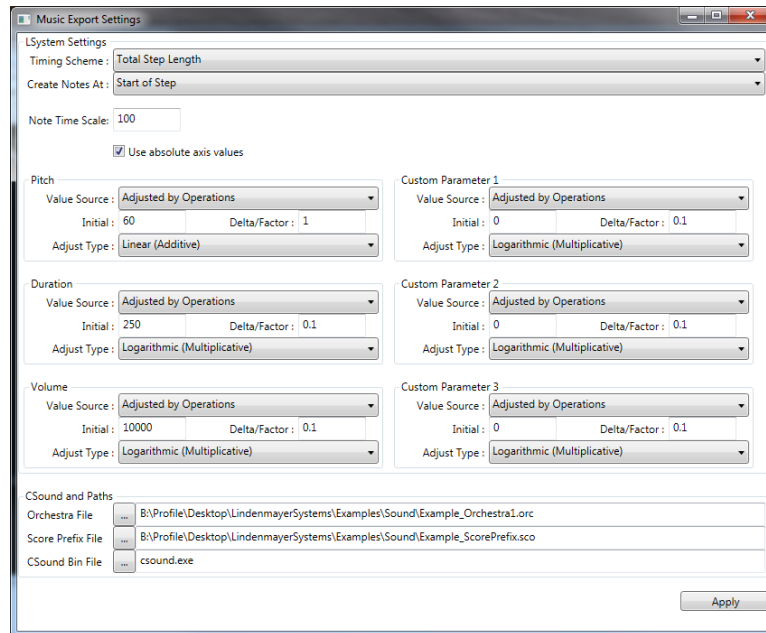 Music Export Settings
LSystem Settings
Timing Scheme : Total Step Length
Create Notes At : Start of Step
Note Time Scale: 100
Use absolute axis values
Pitch
Value Source : Adjusted by Operations
Initial : 60 Delta/Factor : 1
Adjust Type : Linear (Additive)
Custom Parameter 1
Value Source : Adjusted by Operations
Initial : 0 Delta/Factor : 0.1
Adjust Type : Logarithmic (Multiplicative)
Duration
Value Source : Adjusted by Operations
Initial : 250 Delta/Factor : 0.1
Adjust Type : Logarithmic (Multiplicative)
Custom Parameter 2
Value Source : Adjusted by Operations
Initial : 0 Delta/Factor : 0.1
Adjust Type : Logarithmic (Multiplicative)
Volume
Value Source : Adjusted by Operations
Initial : 10000 Delta/Factor : 0.1
Adjust Type : Logarithmic (Multiplicative)
Custom Parameter 3
Value Source : Adjusted by Operations
Initial : 0 Delta/Factor : 0.1
Adjust Type : Logarithmic (Multiplicative)
CSound and Paths
Orchestra File ... B:\Profile\Desktop\LindenmayerSystems\Examples\Sound\Example_Orchestra1.orc
Score Prefix File ... B:\Profile\Desktop\LindenmayerSystems\Examples\Sound\Example_ScorePrefix.sco
CSound Bin File ... csound.exe
Apply